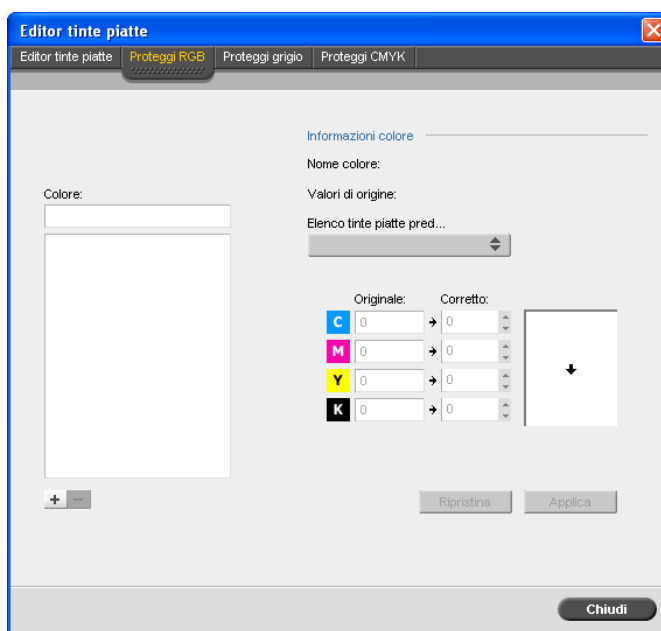 Editor tinte piatte
Editor tinte piatte Proteggi RGB Proteggi grigio Proteggi CMYK
Informazioni colore
Nome colore:
Colore:
Valori di origine:
Elenco tinte piatte pred...
Originale: Corretto:
C 0 0
M 0 0
Y 0 0
K 0 0
+ −
Ripristina Applica
Chiudi